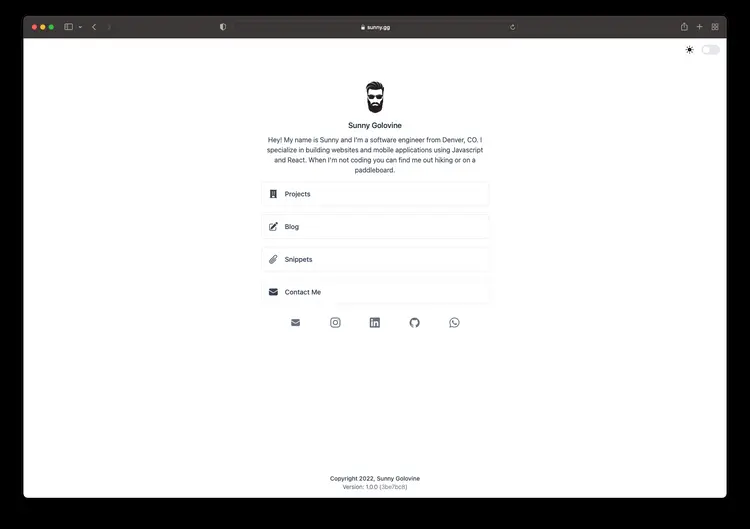 sunny.gg
Sunny Golovine
Hey! My name is Sunny and I'm a software engineer from Denver, CO. I
specialize in building websites and mobile applications using Javascript
and React. When I'm not coding you can find me out hiking or on a
paddleboard.
Projects
Blog
Snippets
Contact Me
Copyright 2022, Sunny Golovine
Version: 1.0.0